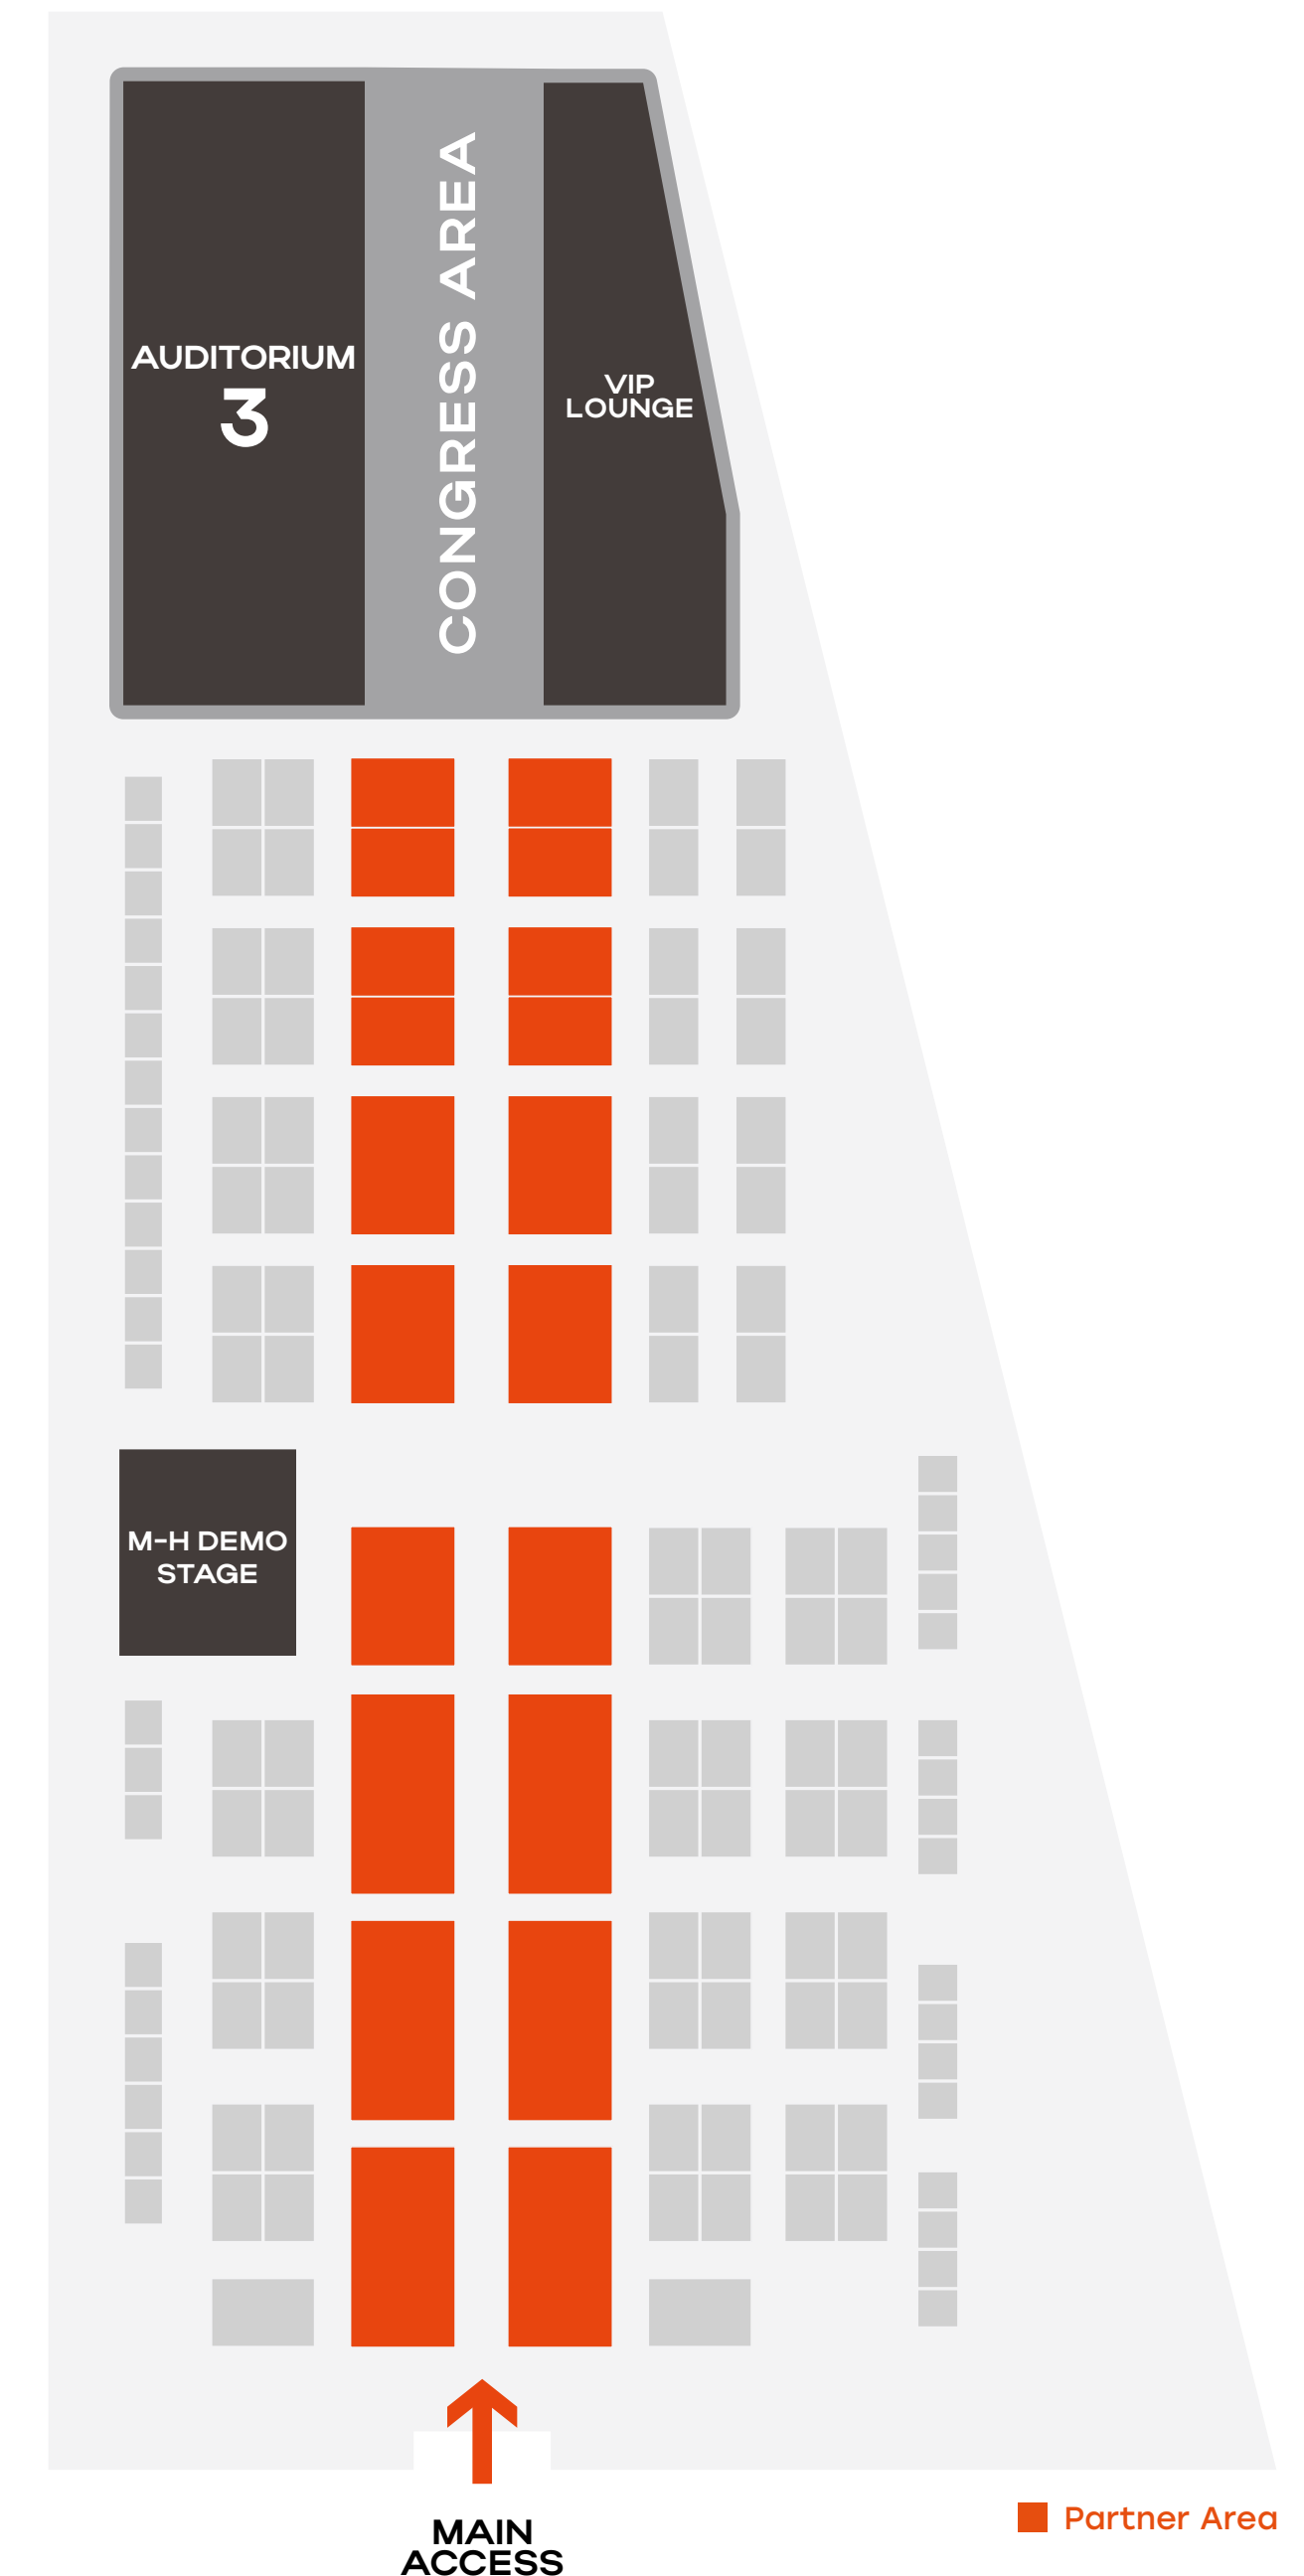 AUDITORIUM
3
CONGRESS AREA
VIP
LOUNGE
M-H DEMO
STAGE
MAIN
ACCESS
Partner Area